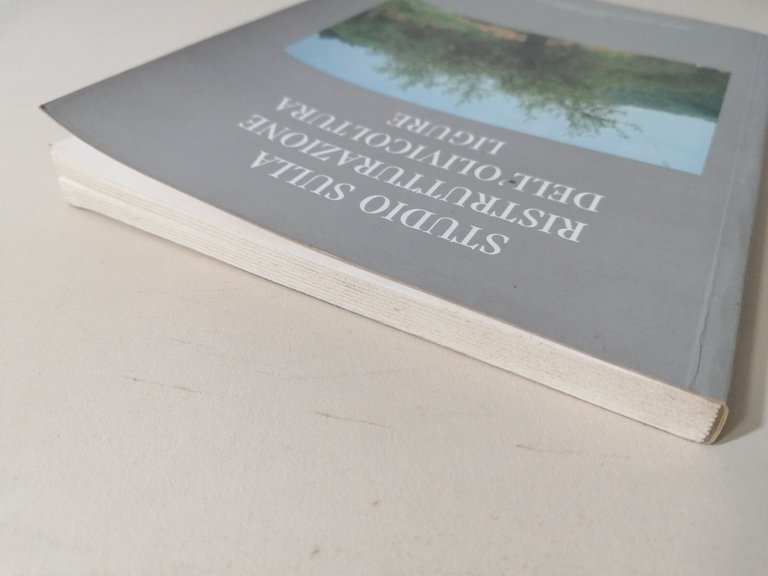 STUDIO SULLA
RISTRUTTURAZIONE
DELL'OLIVICOLTURA
LIGURE